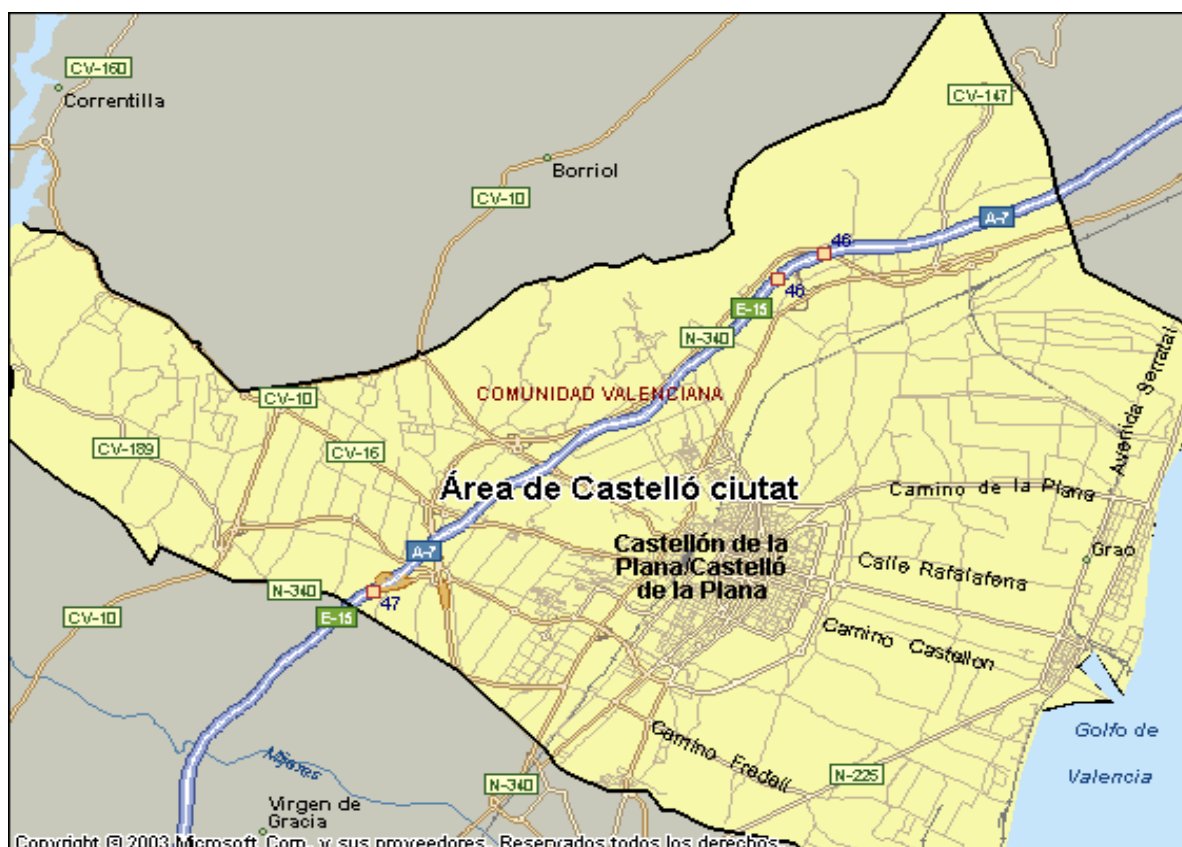 CV-160
Correntilla
CV-147
Borriol
CV-10
A-7
46
46
E-15
N-340
Avenida Serratal
COMUNIDAD VALENCIANA
CV-10
CV-189
CV-16
Área de Castelló ciutat
Camino de la Plana
A-7
Castellón de la
Plana/Castelló
de la Plana
Grao
Calle Rafalafena
N-340
47
CV-10
E-15
Camino Castellon
Golfo de
Valencia
Camino Fredall
N-225
Mijares
N-340
Virgen de
Gracia
Copyright © 2003 Microsoft Corp. y sus proveedores. Reservados todos los derechos.